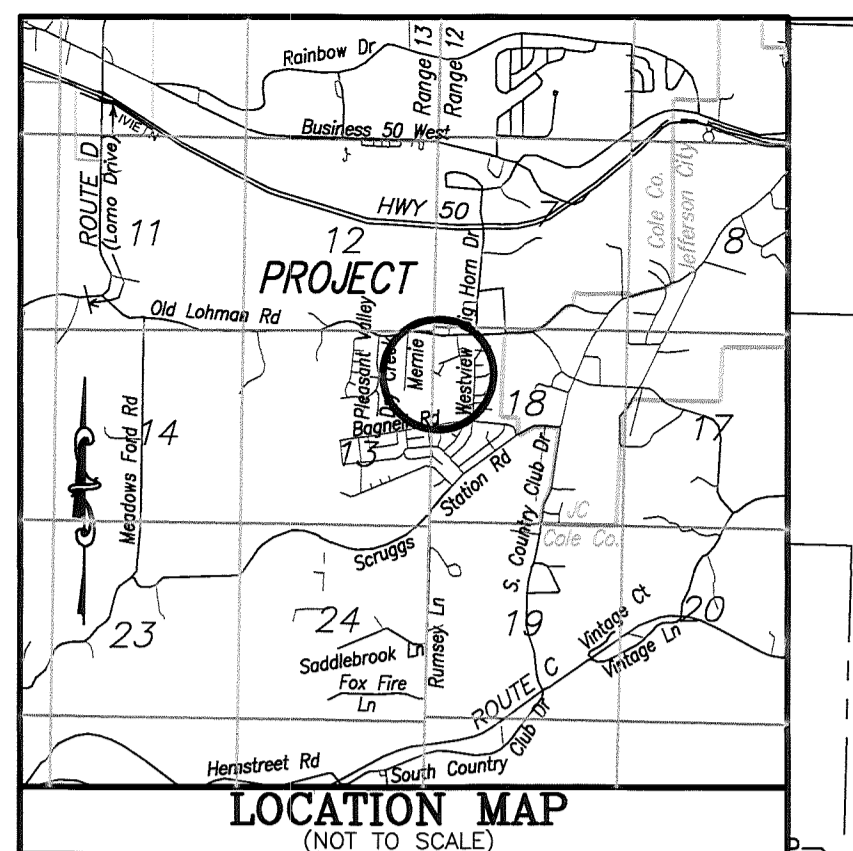 Rainbow Dr
Range 13
Range 12
Business 50 West
ROUTE D
(Lomo Drive)
HWY 50
11
12
8
Cole Co.
Jefferson City
PROJECT
Old Lohman Rd
Pleasant Valley
Mernie
Westview
Horn Dr
Bagnell Rd
18
17
14
13
Meadows Ford Rd
Station Rd
Scruggs
S. Country Club Dr
JC
Cole Co.
23
24
19
20
Rumsey Ln
Saddlebrook Ln
Fox Fire
Ln
Vintage Ct
Vintage Ln
ROUTE C
Club Dr
Hemstreet Rd
South Country
LOCATION MAP
(NOT TO SCALE)